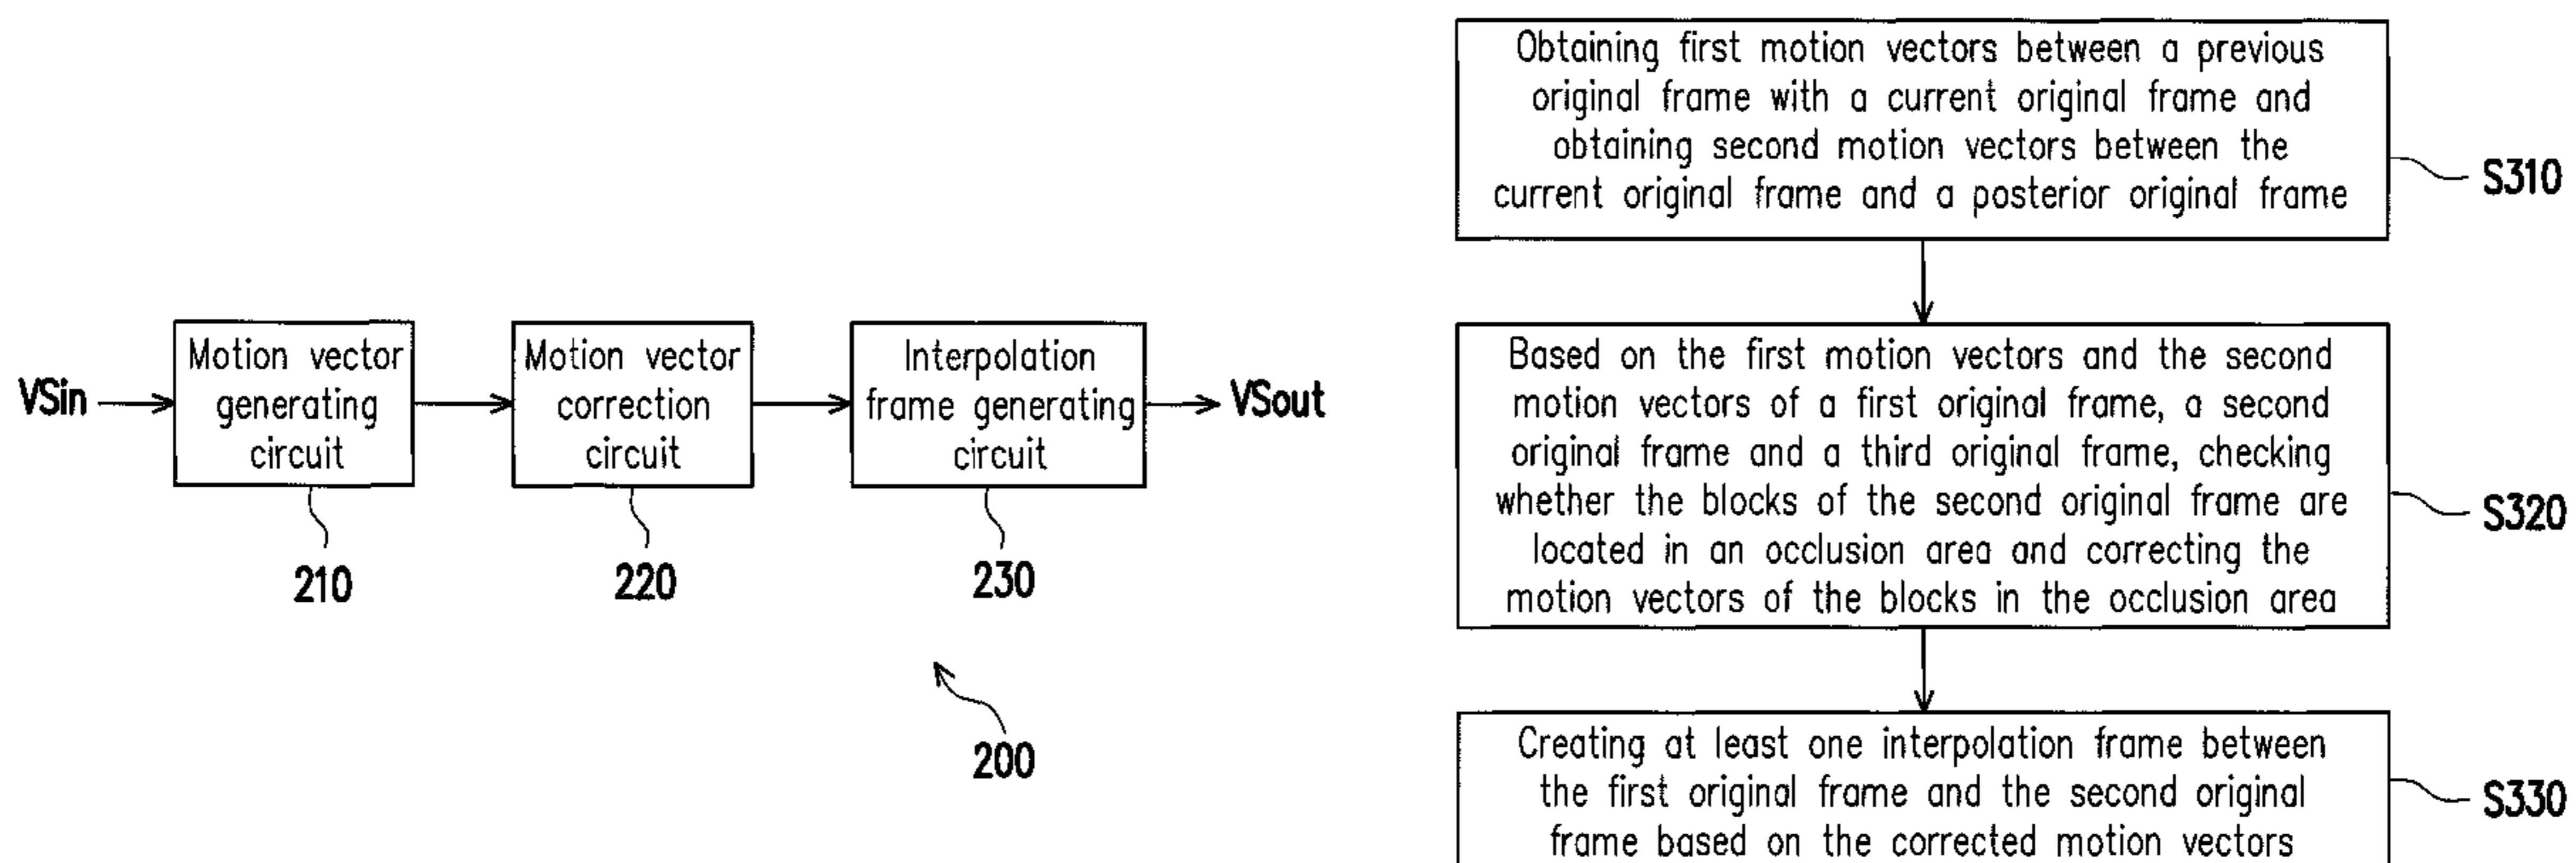 VSin
Motion vector
generating
circuit
210
Motion vector
correction
circuit
220
Interpolation
frame generating
circuit
230
VSout
200
Obtaining first motion vectors between a previous
original frame with a current original frame and
obtaining second motion vectors between the
current original frame and a posterior original frame
S310
Based on the first motion vectors and the second
motion vectors of a first original frame, a second
original frame and a third original frame, checking
whether the blocks of the second original frame are
located in an occlusion area and correcting the
motion vectors of the blocks in the occlusion area
S320
Creating at least one interpolation frame between
the first original frame and the second original
frame based on the corrected motion vectors
S330